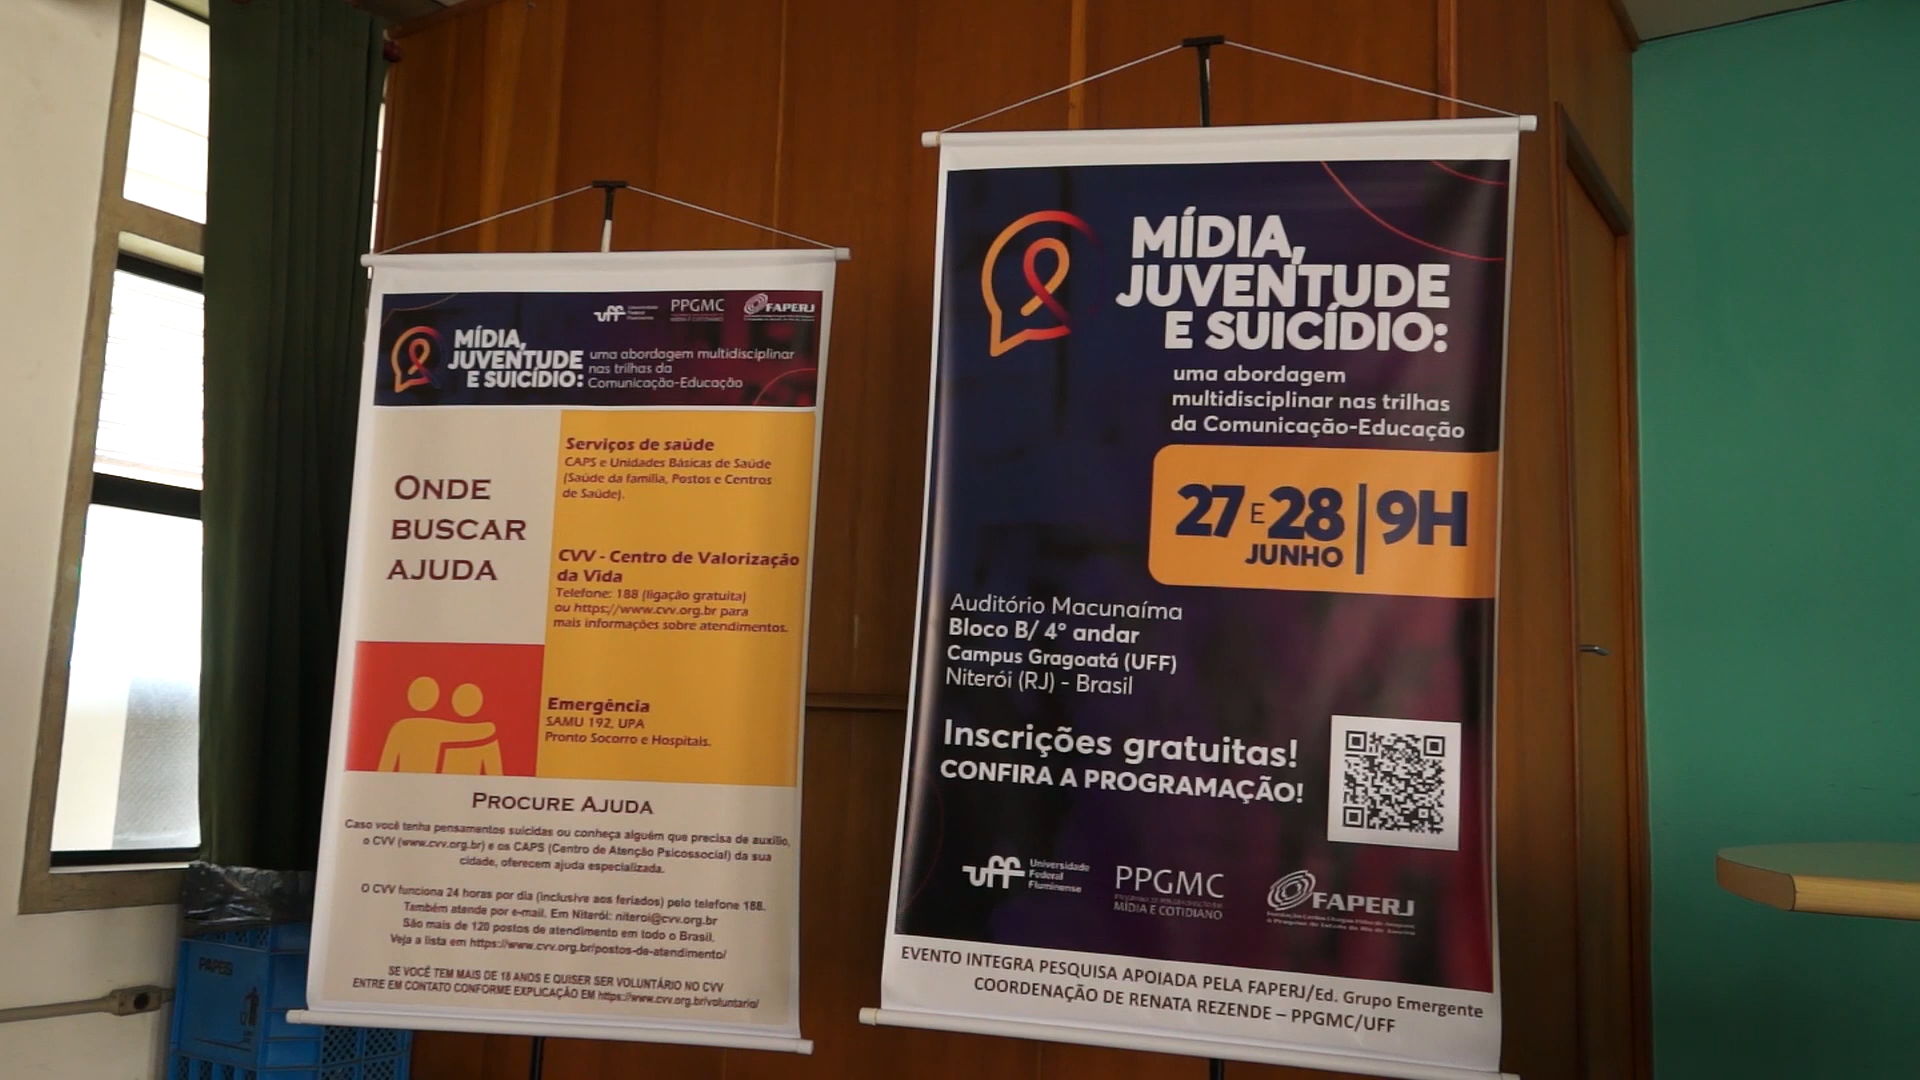 uff
Universidade
Federal
Fluminense
PPGMC
MÍDIA E COTIDIANO
FAPERJ
MÍDIA,
JUVENTUDE
E SUICÍDIO:
uma abordagem multidisciplinar
nas trilhas da
Comunicação-Educação
ONDE
BUSCAR
AJUDA
Serviços de saúde
CAPS e Unidades Básicas de Saúde
(Saúde da família, Postos e Centros
de Saúde).
CVV - Centro de Valorização
da Vida
Telefone: 188 (ligação gratuita)
ou https://www.cvv.org.br para
mais informações sobre atendimentos.
Emergência
SAMU 192, UPA
Pronto Socorro e Hospitais.
PROCURE AJUDA
Caso você tenha pensamentos suicidas ou conheça alguém que precisa de auxílio,
o CVV (www.cvv.org.br) e os CAPS (Centro de Atenção Psicossocial) da sua
cidade, oferecem ajuda especializada.
O CVV funciona 24 horas por dia (inclusive aos feriados) pelo telefone 188.
Também atende por e-mail. Em Niterói: niteroi@cvv.org.br
São mais de 120 postos de atendimento em todo o Brasil.
Veja a lista em https://www.cvv.org.br/postos-de-atendimento/
SE VOCÊ TEM MAIS DE 18 ANOS E QUISER SER VOLUNTÁRIO NO CVV
ENTRE EM CONTATO CONFORME EXPLICAÇÃO EM https://www.cvv.org.br/voluntario/
MÍDIA,
JUVENTUDE
E SUICÍDIO:
uma abordagem
multidisciplinar nas trilhas
da Comunicação-Educação
27 E 28 | 9H
JUNHO
Auditório Macunaíma
Bloco B/ 4º andar
Campus Gragoatá (UFF)
Niterói (RJ) - Brasil
Inscrições gratuitas!
CONFIRA A PROGRAMAÇÃO!
uff
Universidade
Federal
Fluminense
PPGMC
MÍDIA E COTIDIANO
FAPERJ
EVENTO INTEGRA PESQUISA APOIADA PELA FAPERJ/Ed. Grupo Emergente
COORDENAÇÃO DE RENATA REZENDE – PPGMC/UFF